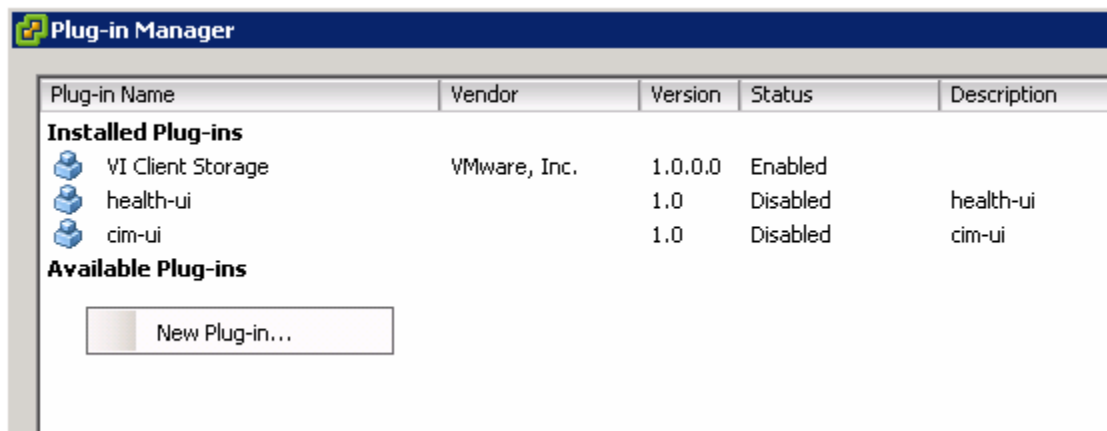 Plug-in Manager
Plug-in Name Vendor Version Status Description
Installed Plug-ins
VI Client Storage VMware, Inc. 1.0.0.0 Enabled
health-ui 1.0 Disabled health-ui
cim-ui 1.0 Disabled cim-ui
Available Plug-ins
New Plug-in...